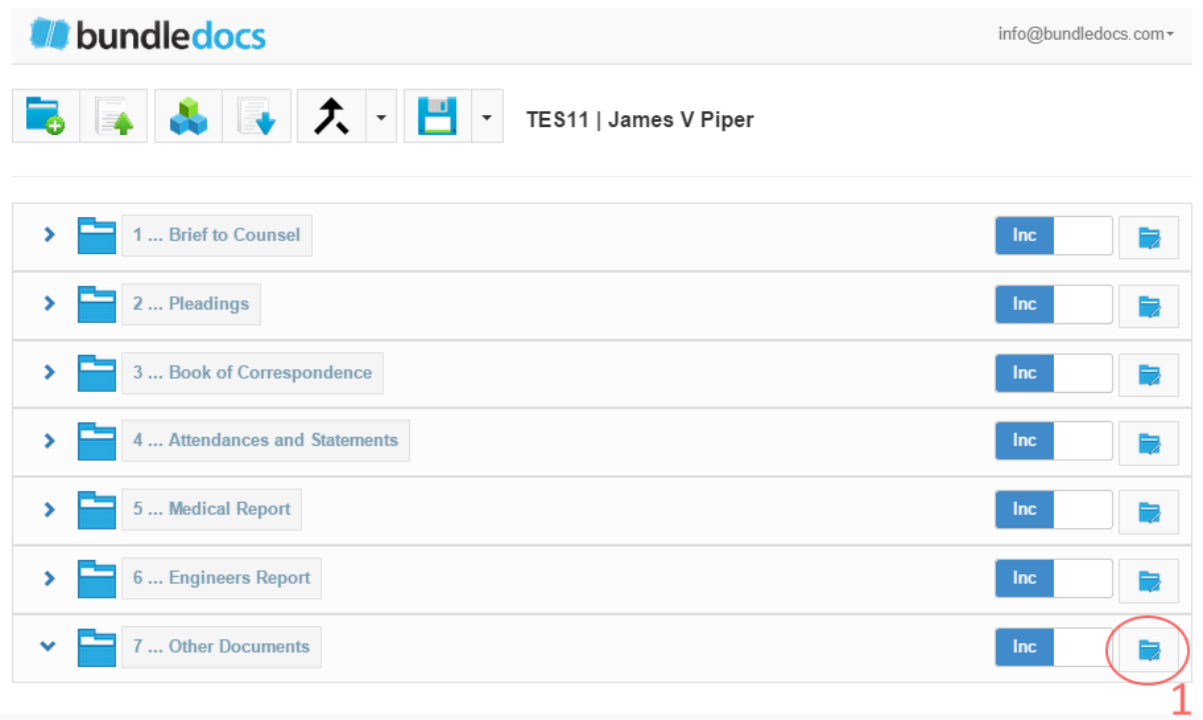 bundledocs
info@bundledocs.com
TES11 | James V Piper
1 ... Brief to Counsel
Inc
2 ... Pleadings
Inc
3 ... Book of Correspondence
Inc
4 ... Attendances and Statements
Inc
5 ... Medical Report
Inc
6 ... Engineers Report
Inc
7 ... Other Documents
Inc
1